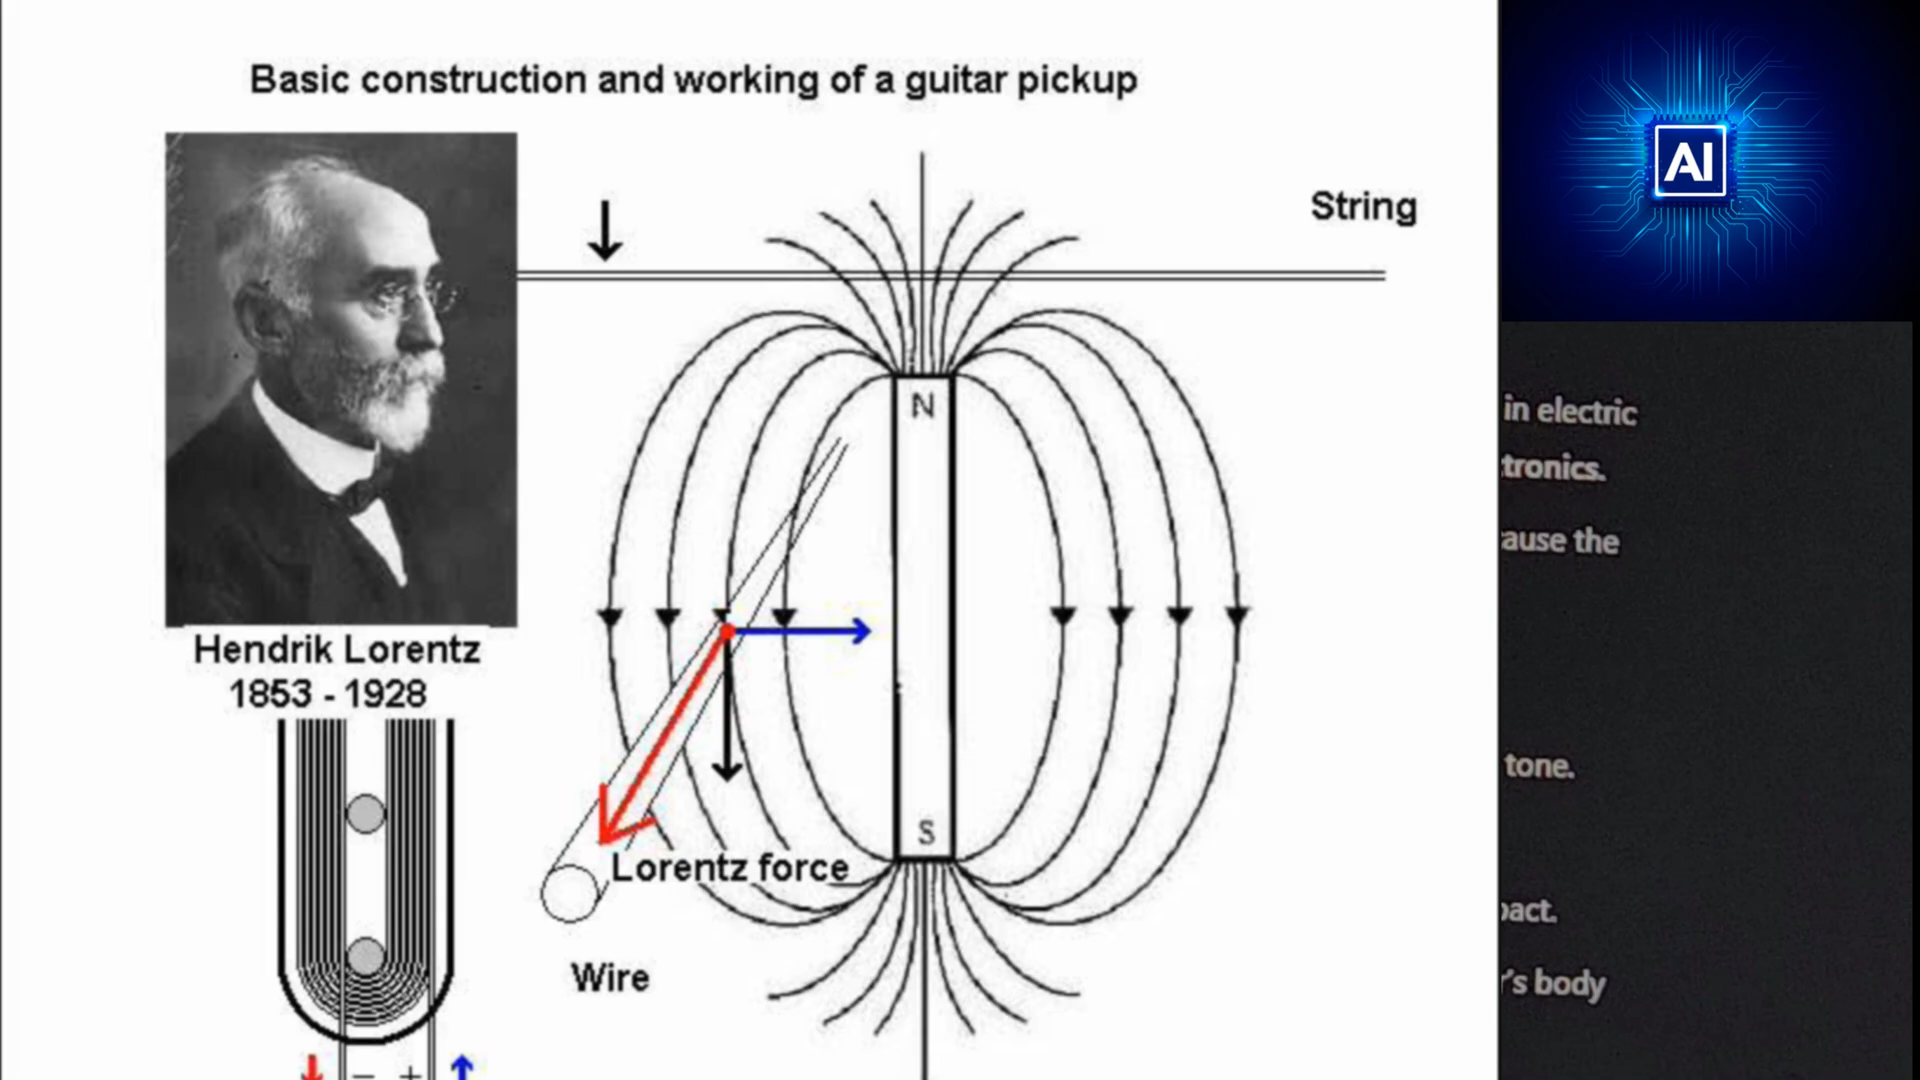 Basic construction and working of a guitar pickup
String
N
S
Hendrik Lorentz
1853 - 1928
Lorentz force
Wire
- +
AI
in electric
tronics.
ause the
tone.
pact.
's body